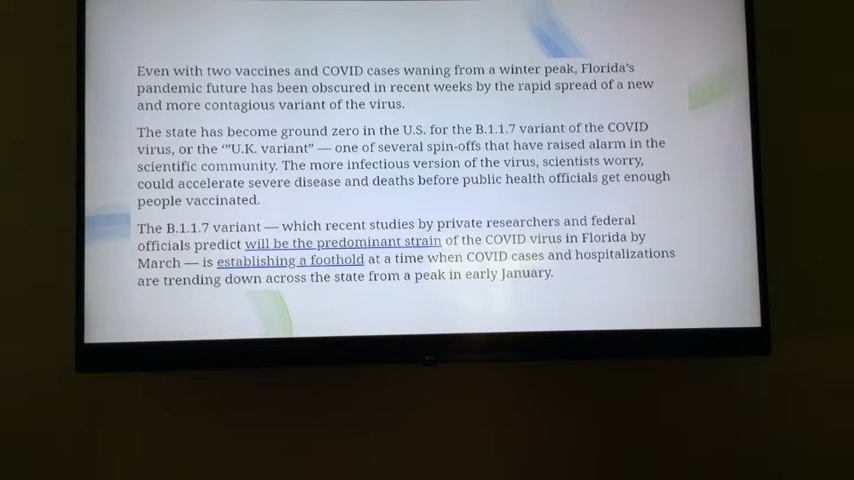 Even with two vaccines and COVID cases waning from a winter peak, Florida's
pandemic future has been obscured in recent weeks by the rapid spread of a new
and more contagious variant of the virus.
The state has become ground zero in the U.S. for the B.1.1.7 variant of the COVID
virus, or the ‘”U.K. variant” — one of several spin-offs that have raised alarm in the
scientific community. The more infectious version of the virus, scientists worry,
could accelerate severe disease and deaths before public health officials get enough
people vaccinated.
The B.1.1.7 variant — which recent studies by private researchers and federal
officials predict will be the predominant strain of the COVID virus in Florida by
March — is establishing a foothold at a time when COVID cases and hospitalizations
are trending down across the state from a peak in early January.